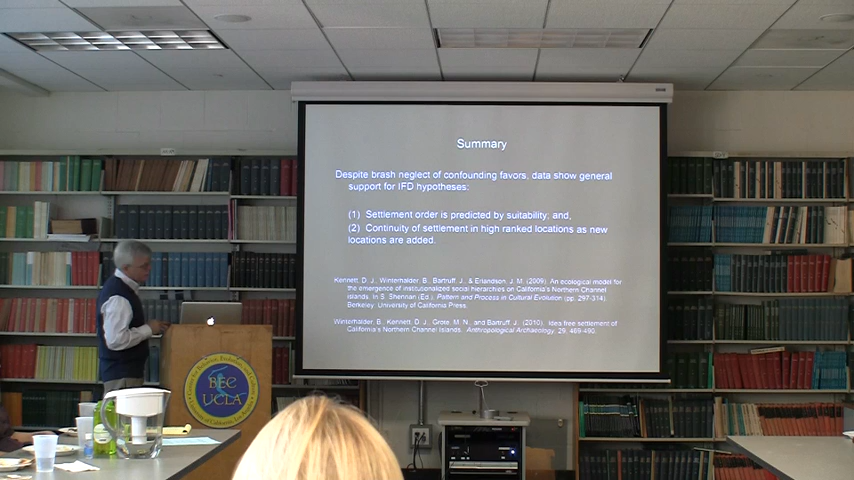 Summary
Despite brash neglect of confounding favors, data show general
support for IFD hypotheses:
(1) Settlement order is predicted by suitability; and,
(2) Continuity of settlement in high ranked locations as new
locations are added.
Kennett, D. J., Winterhalder, B., Bartruff, J., & Erlandson, J. M. (2009). An ecological model for
the emergence of institutionalized social hierarchies on California's Northern Channel
Islands. In S. Shennan (Ed.), Pattern and Process in Cultural Evolution (pp. 297-314).
Berkeley: University of California Press.
Winterhalder, B., Kennett, D. J., Grote, M. N., and Bartruff, J. (2010). Ideal free settlement of
California's Northern Channel Islands. Anthropological Archaeology, 29, 469-490.
BEC
UCLA